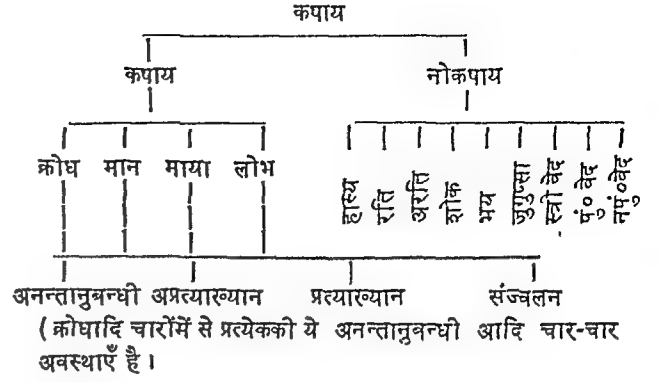 कषाय
कषाय नोकषाय
क्रोध मान माया लोभ हास्य रति अरति शोक भय जुगुप्सा स्त्री वेद पुं० वेद नपुं०वेद
अनन्तानुबन्धी अप्रत्याख्यान प्रत्याख्यान संज्वलन
( क्रोधादि चारोंमें से प्रत्येककी ये अनन्तानुबन्धी आदि चार-चार
अवस्थाएँ है।